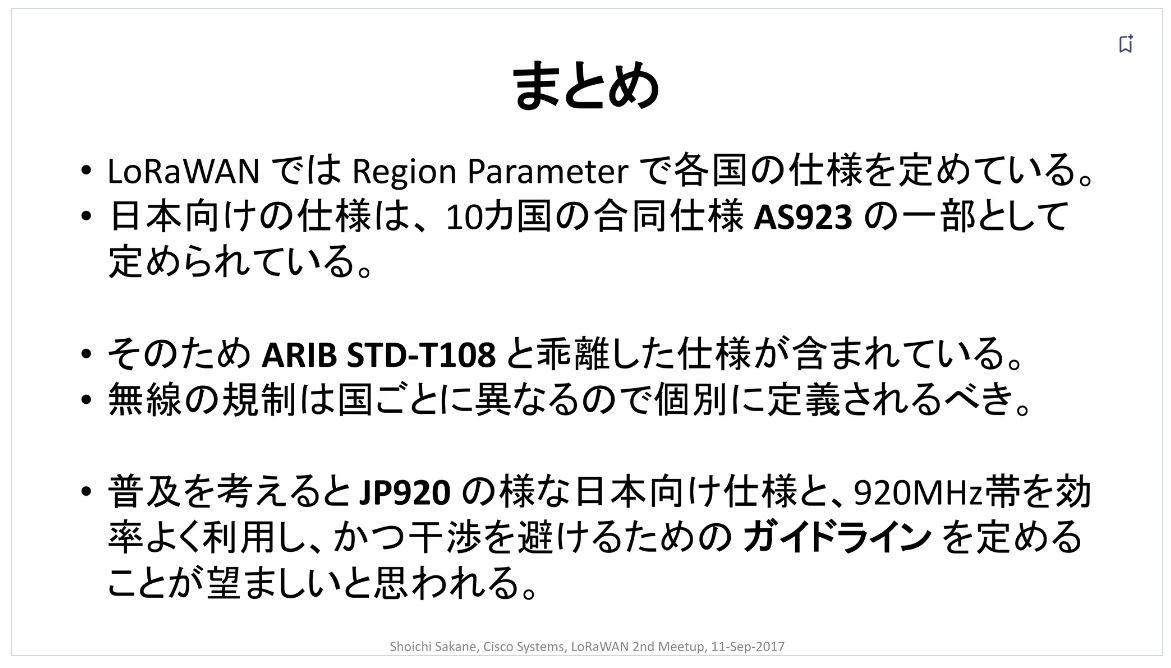 まとめ
• LoRaWAN では Region Parameter で各国の仕様を定めている。
• 日本向けの仕様は、10カ国の合同仕様 AS923 の一部として
定められている。
• そのため ARIB STD-T108 と乖離した仕様が含まれている。
• 無線の規制は国ごとに異なるので個別に定義されるべき。
• 普及を考えると JP920 の様な日本向け仕様と、920MHz帯を効
率よく利用し、かつ干渉を避けるための ガイドライン を定める
ことが望ましいと思われる。
Shoichi Sakane, Cisco Systems, LoRaWAN 2nd Meetup, 11-Sep-2017